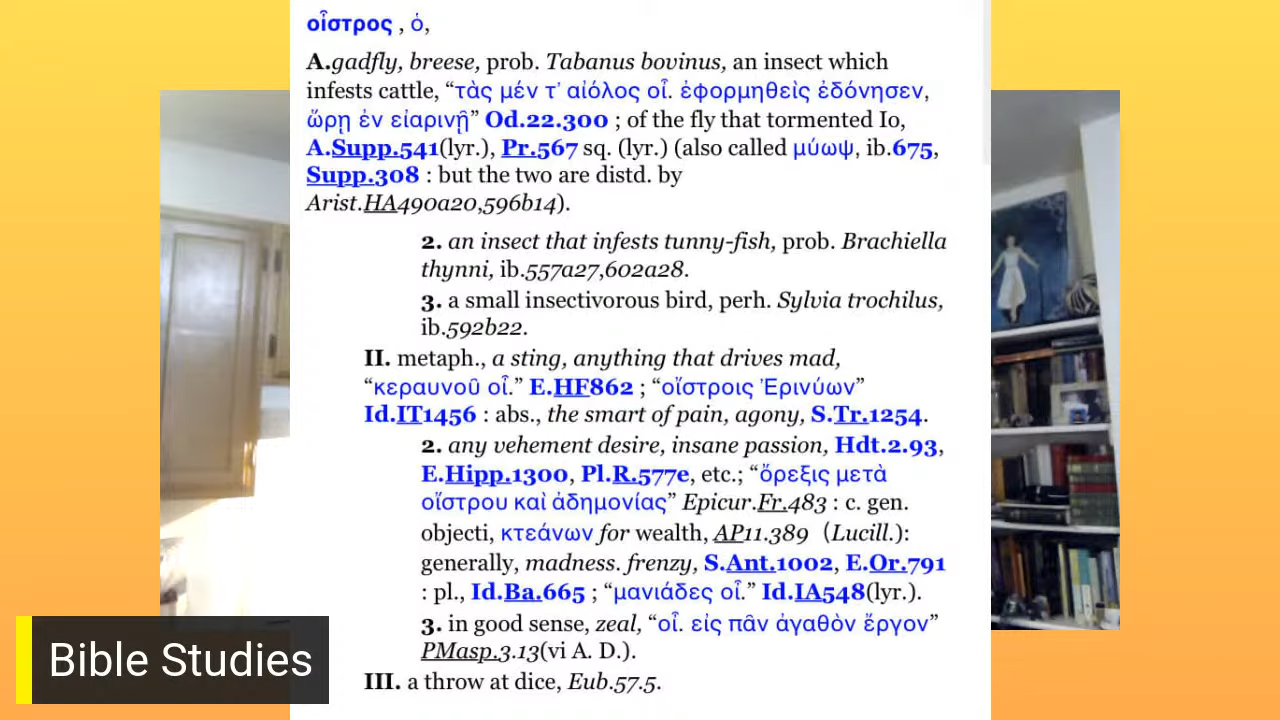 οἶστρος , ὁ,
A.gadfly, breese, prob. Tabanus bovinus, an insect which
infests cattle, “τὰς μέν τ’ αἰόλος οἶ. ἐφορμηθεὶς ἐδόνησεν,
ὥρῃ ἐν εἰαρινῇ” Od.22.300 ; of the fly that tormented Io,
A.Supp.541(lyr.), Pr.567 sq. (lyr.) (also called μύωψ, ib.675,
Supp.308 : but the two are distd. by
Arist.HA490a20,596b14).
2. an insect that infests tunny-fish, prob. Brachiella
thynni, ib.557a27,602a28.
3. a small insectivorous bird, perh. Sylvia trochilus,
ib.592b22.
II. metaph., a sting, anything that drives mad,
“κεραυνοῦ οἶ.” E.HF862 ; “οἴστροις Ἐρινύων”
Id.IT1456 : abs., the smart of pain, agony, S.Tr.1254.
2. any vehement desire, insane passion, Hdt.2.93,
E.Hipp.1300, Pl.R.577e, etc.; “ὄρεξις μετὰ
οἴστρου καὶ ἀδημονίας” Epicur.Fr.483 : c. gen.
objecti, κτεάνων for wealth, AP11.389 (Lucill.):
generally, madness. frenzy, S.Ant.1002, E.Or.791
: pl., Id.Ba.665 ; “μανιάδες οἶ.” Id.IA548(lyr.).
3. in good sense, zeal, “οἶ. εἰς πᾶν ἀγαθὸν ἔργον”
PMasp.3.13(vi A. D.).
III. a throw at dice, Eub.57.5.
Bible Studies